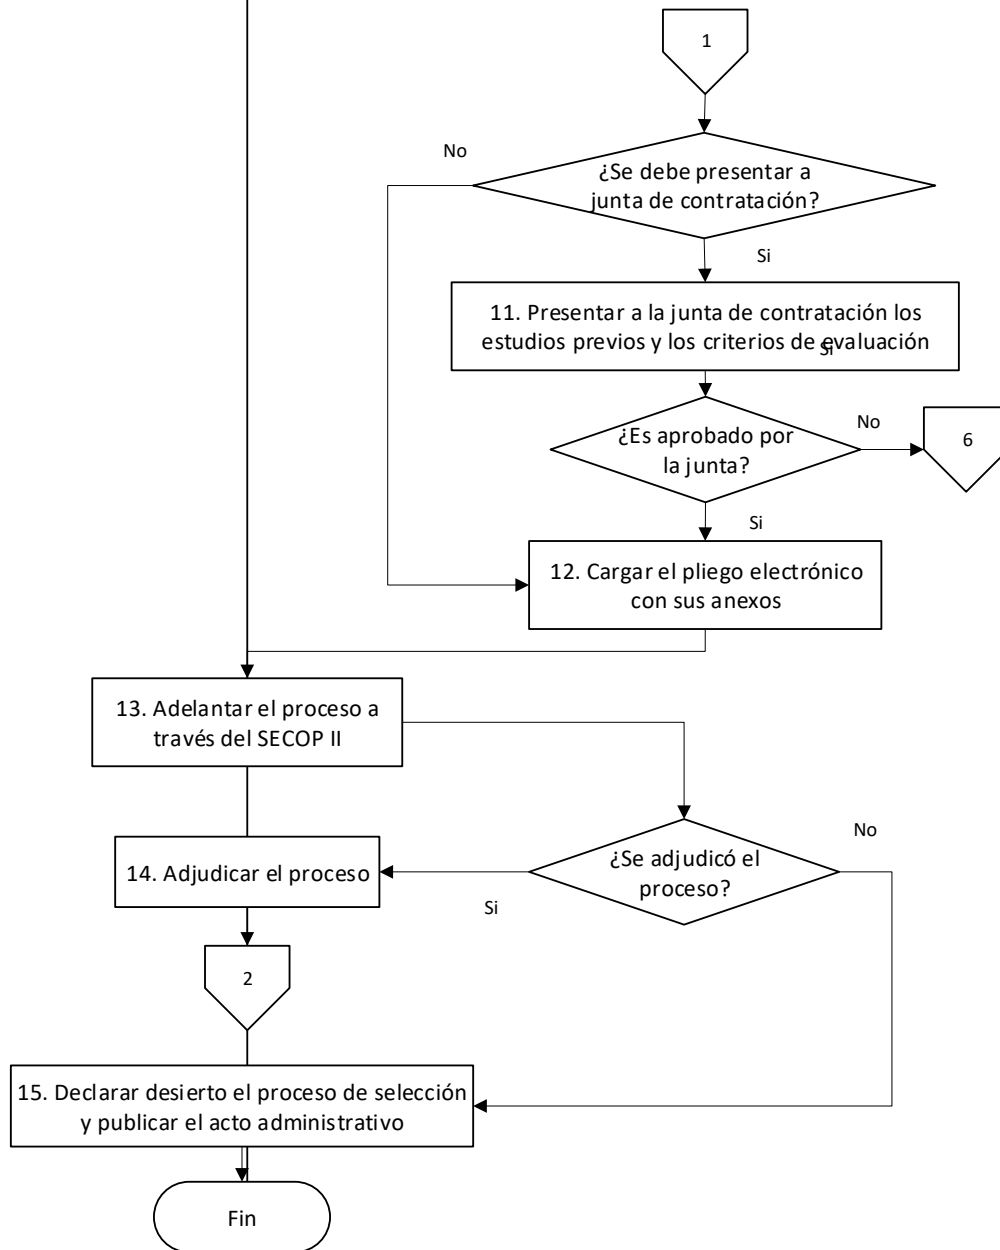 1
No
¿Se debe presentar a
junta de contratación?
Si
11. Presentar a la junta de contratación los
estudios previos y los criterios de evaluación
Si
¿Es aprobado por
la junta?
No
6
Si
12. Cargar el pliego electrónico
con sus anexos
13. Adelantar el proceso a
través del SECOP II
No
¿Se adjudicó el
proceso?
14. Adjudicar el proceso
Si
2
15. Declarar desierto el proceso de selección
y publicar el acto administrativo
Fin